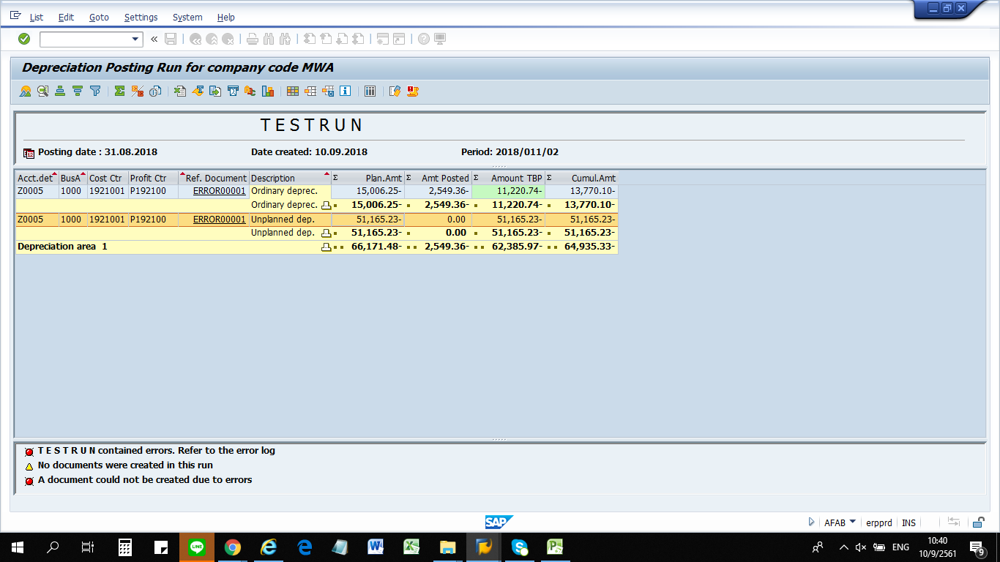 List Edit Goto Settings System Help
Depreciation Posting Run for company code MWA
T E S T R U N
Posting date : 31.08.2018 Date created: 10.09.2018 Period: 2018/011/02
Acct.det BusA Cost Ctr Profit Ctr Ref. Document Description Σ Plan.Amt Σ Amt Posted Σ Amount TBP Σ Cumul.Amt
Z0005 1000 1921001 P192100 ERROR00001 Ordinary deprec. 15,006.25- 2,549.36- 11,220.74- 13,770.10-
Ordinary deprec. 15,006.25- 2,549.36- 11,220.74- 13,770.10-
Z0005 1000 1921001 P192100 ERROR00001 Unplanned dep. 51,165.23- 0.00 51,165.23- 51,165.23-
Unplanned dep. 51,165.23- 0.00 51,165.23- 51,165.23-
Depreciation area 1 66,171.48- 2,549.36- 62,385.97- 64,935.33-
T E S T R U N contained errors. Refer to the error log
No documents were created in this run
A document could not be created due to errors
SAP AFAB erpprd INS
LINE ENG 10:40
10/9/2561 9